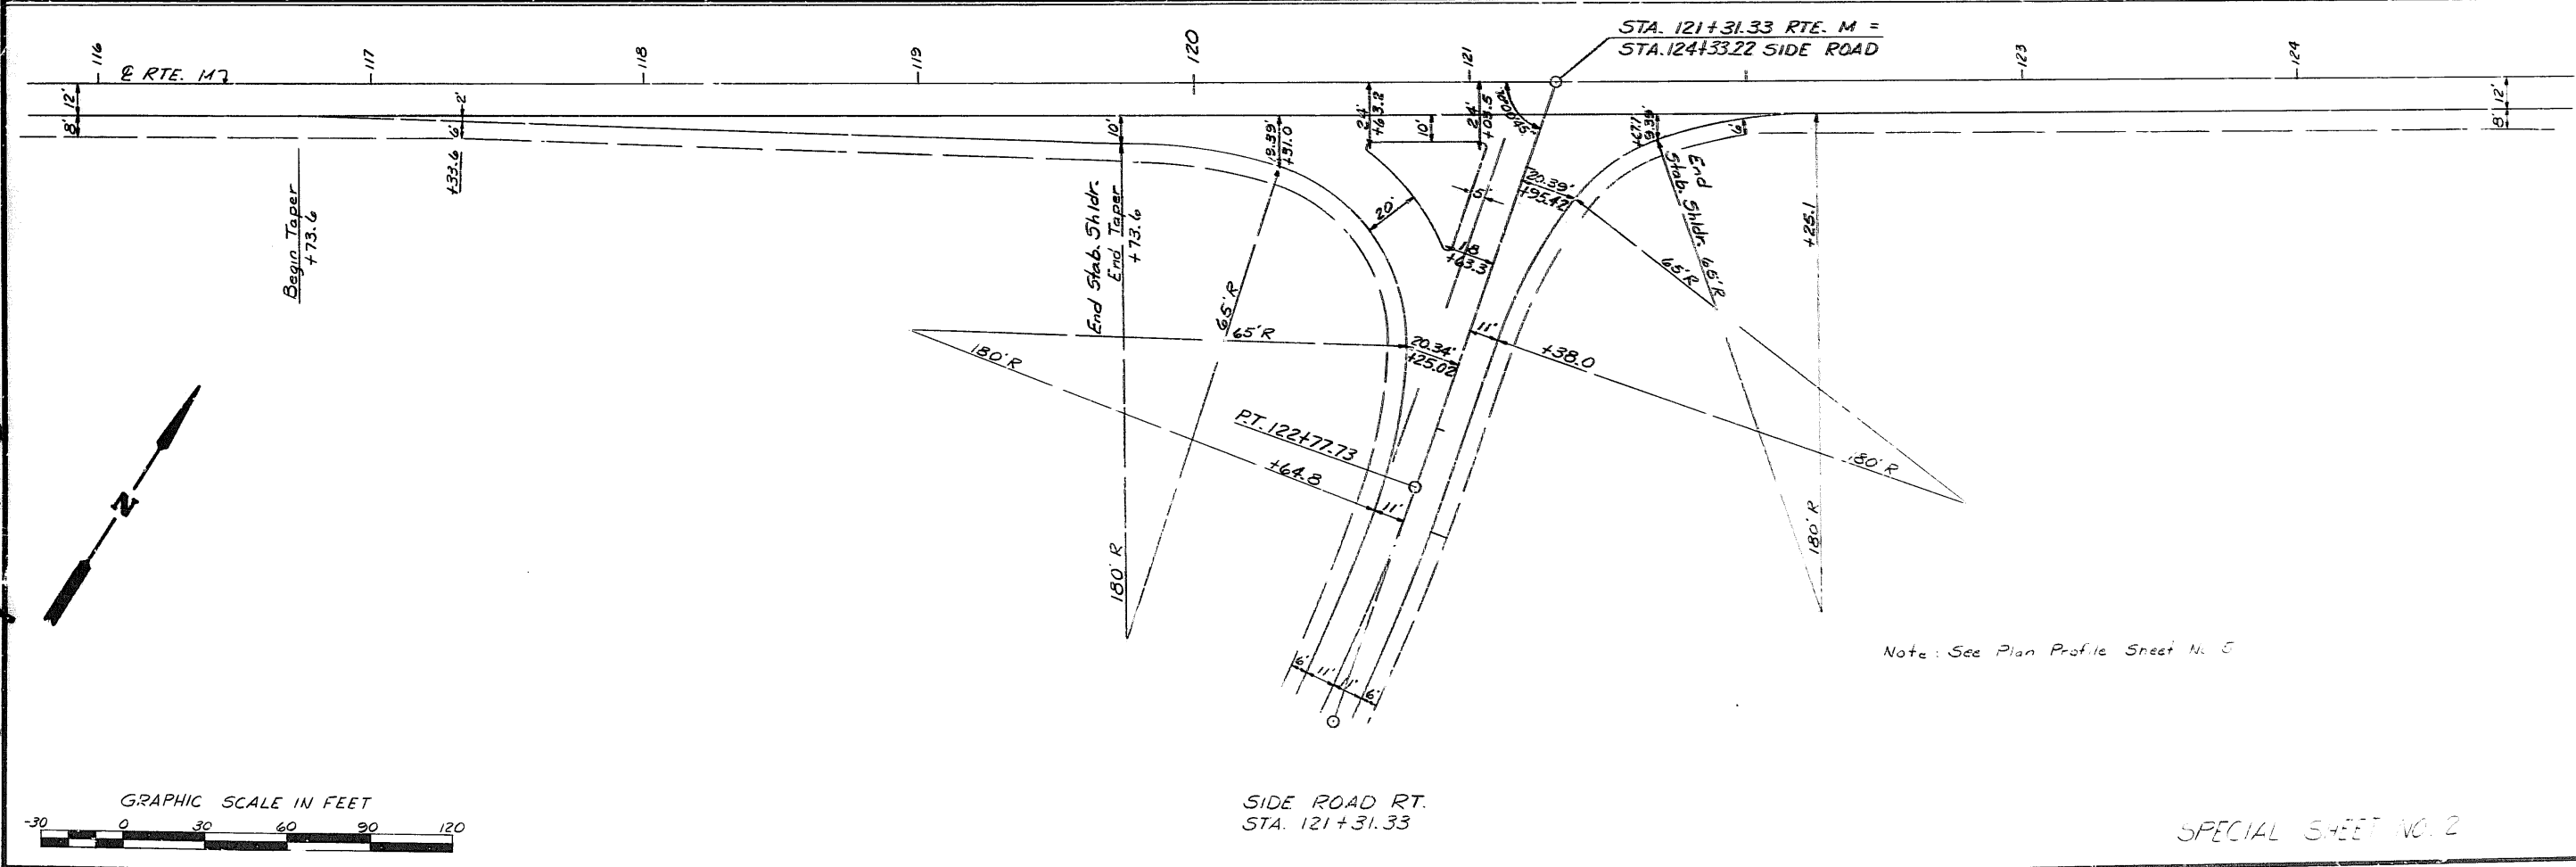 STA. 121+31.33 RTE. M =
STA. 124+33.22 SIDE ROAD
116
117
118
119
120
121
123
124
℄ RTE. M
12'
8'
2'
6'
+33.6
Begin Taper
+73.6
10'
End Stab. Shldr.
End Taper
+73.6
19.39'
+31.0
24'
+63.2
10'
24'
+03.5
20'
5'
18'
+63.3
20.39'
+95.42
+67.1
9.39'
6'
End
Stab. Shldr.
65'R
65'R
+25.1
12'
8'
65'R
65'R
180'R
20.34'
+25.02
11'
+38.0
P.T. 122+77.73
+64.8
11'
180'R
180'R
180'R
6'
11'
11'
6'
N
Note: See Plan Profile Sheet No 5
GRAPHIC SCALE IN FEET
-30 0 30 60 90 120
SIDE ROAD RT.
STA. 121+31.33
SPECIAL SHEET NO. 2